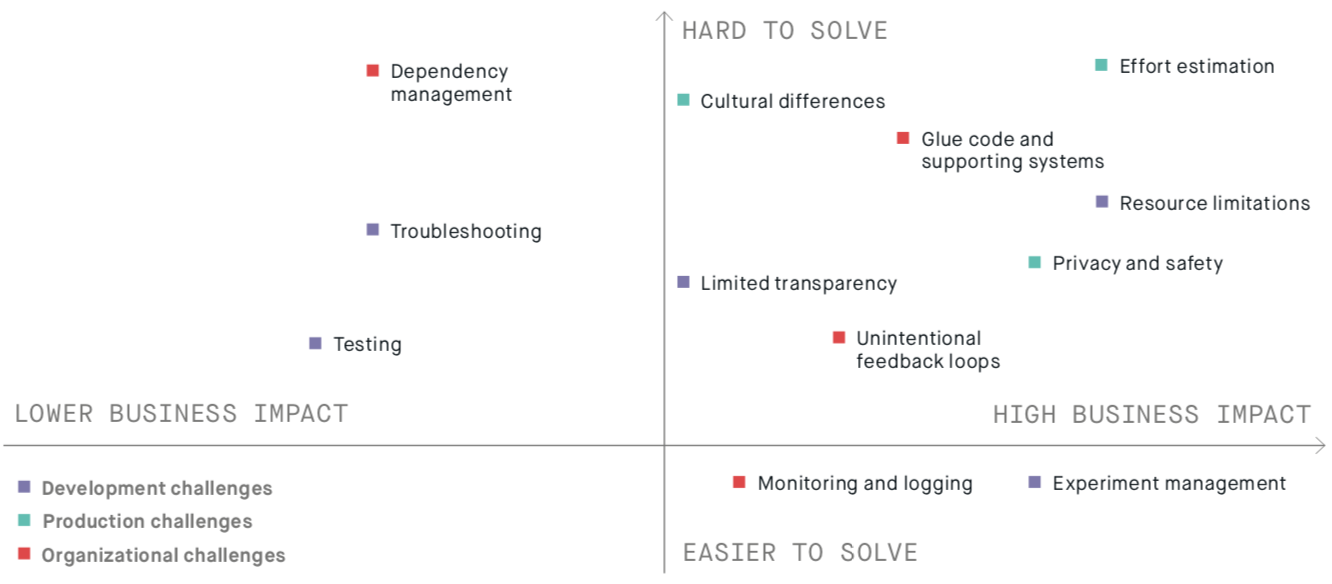 HARD TO SOLVE
Effort estimation
Dependency
management
Cultural differences
Glue code and
supporting systems
Resource limitations
Troubleshooting
Privacy and safety
Limited transparency
Unintentional
feedback loops
Testing
LOWER BUSINESS IMPACT
HIGH BUSINESS IMPACT
Monitoring and logging
Experiment management
Development challenges
Production challenges
Organizational challenges
EASIER TO SOLVE